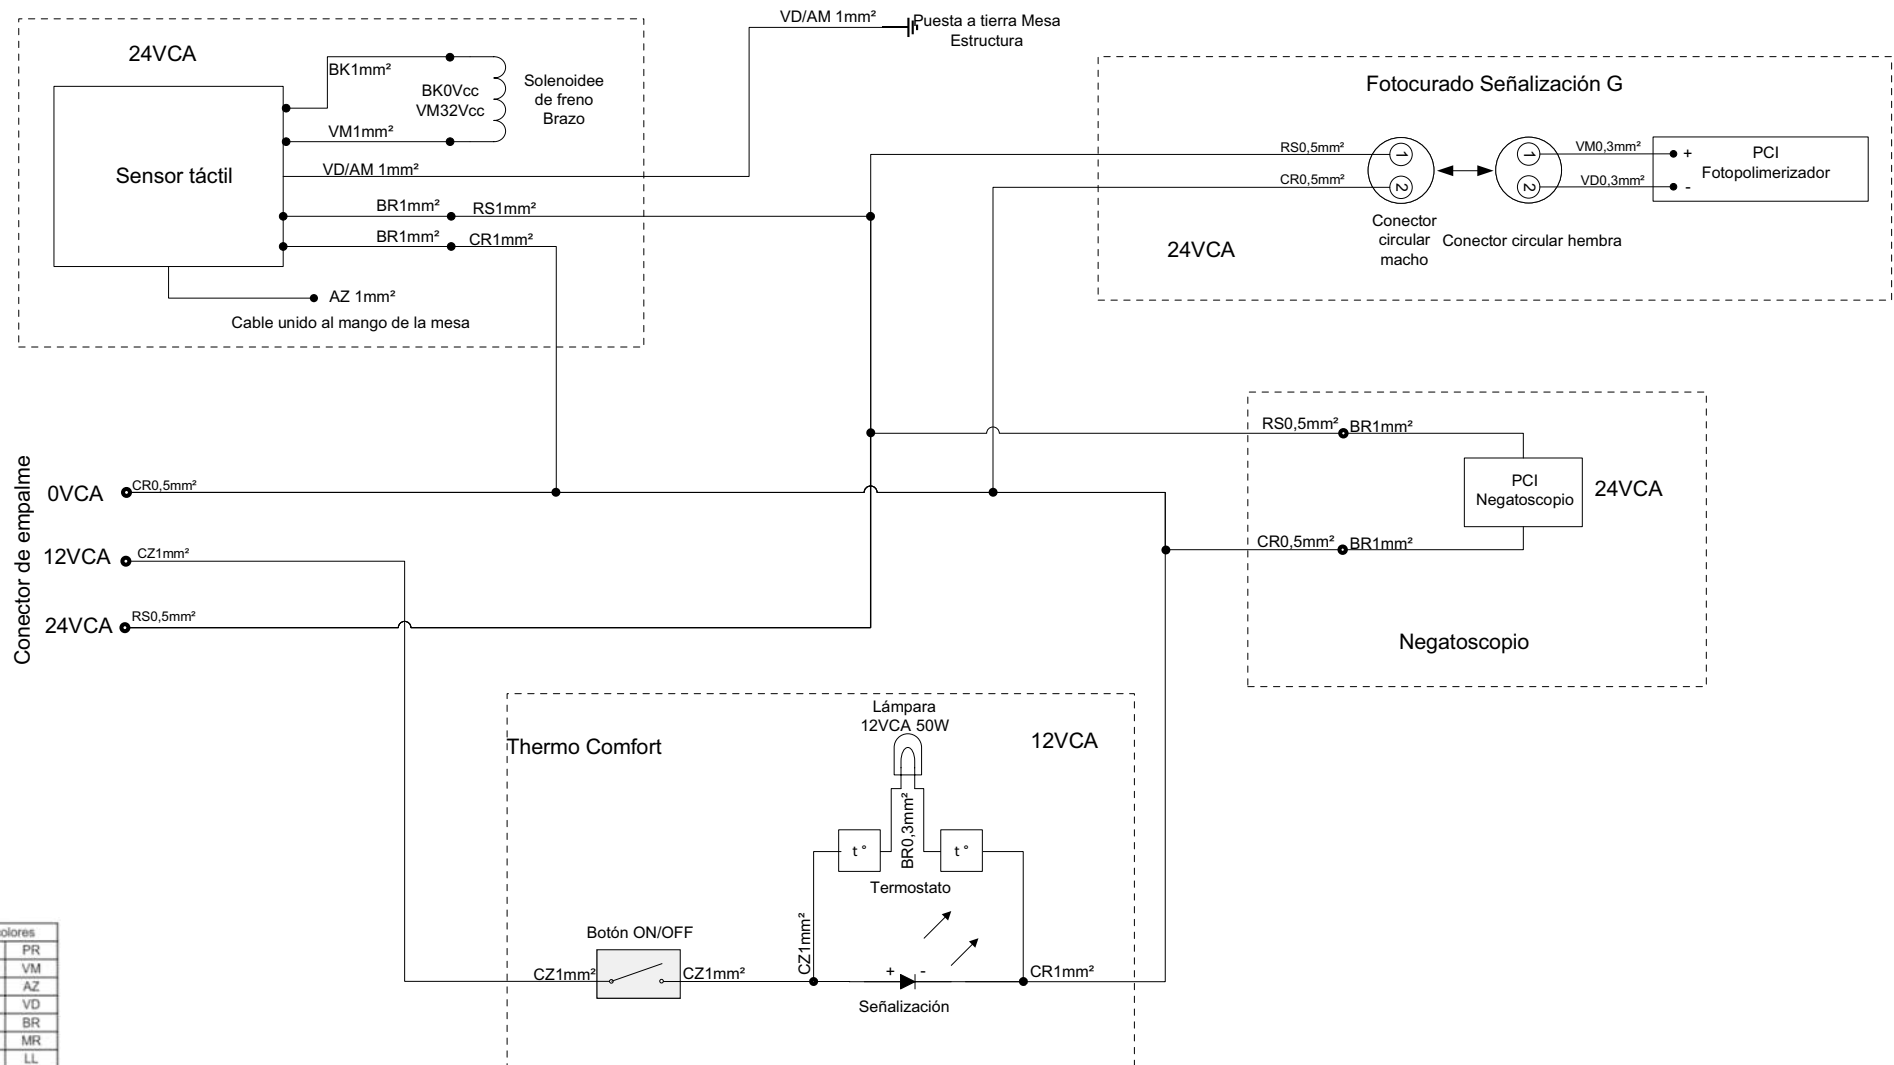 VD/AM 1mm²
Puesta a tierra Mesa
Estructura
24VCA
BK1mm²
BK0Vcc
VM32Vcc
Solenoidee
de freno
Brazo
VM1mm²
Sensor táctil
VD/AM 1mm²
BR1mm²
RS1mm²
BR1mm²
CR1mm²
AZ 1mm²
Cable unido al mango de la mesa
Fotocurado Señalización G
RS0,5mm²
CR0,5mm²
1
2
1
2
VM0,3mm²
VD0,3mm²
+
-
PCI
Fotopolimerizador
Conector
circular
macho
Conector circular hembra
24VCA
RS0,5mm²
BR1mm²
PCI
Negatoscopio
24VCA
CR0,5mm²
BR1mm²
Negatoscopio
Conector de empalme
0VCA
CR0,5mm²
12VCA
CZ1mm²
24VCA
RS0,5mm²
Thermo Comfort
Lámpara
12VCA 50W
12VCA
BR0,3mm²
t °
t °
Termostato
CZ1mm²
Botón ON/OFF
CZ1mm²
CZ1mm²
+
-
CR1mm²
Señalización
PR
VM
AZ
VD
BR
MR
LL